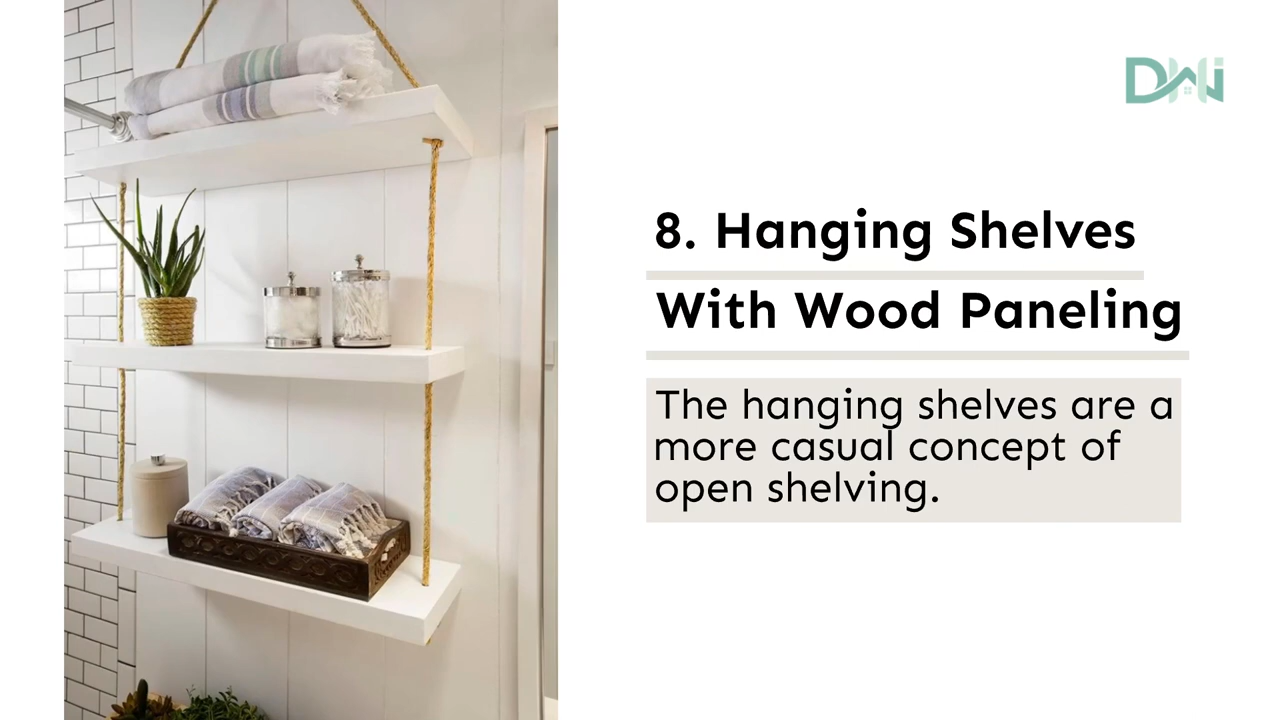 DHi
8. Hanging Shelves
With Wood Paneling
The hanging shelves are a
more casual concept of
open shelving.